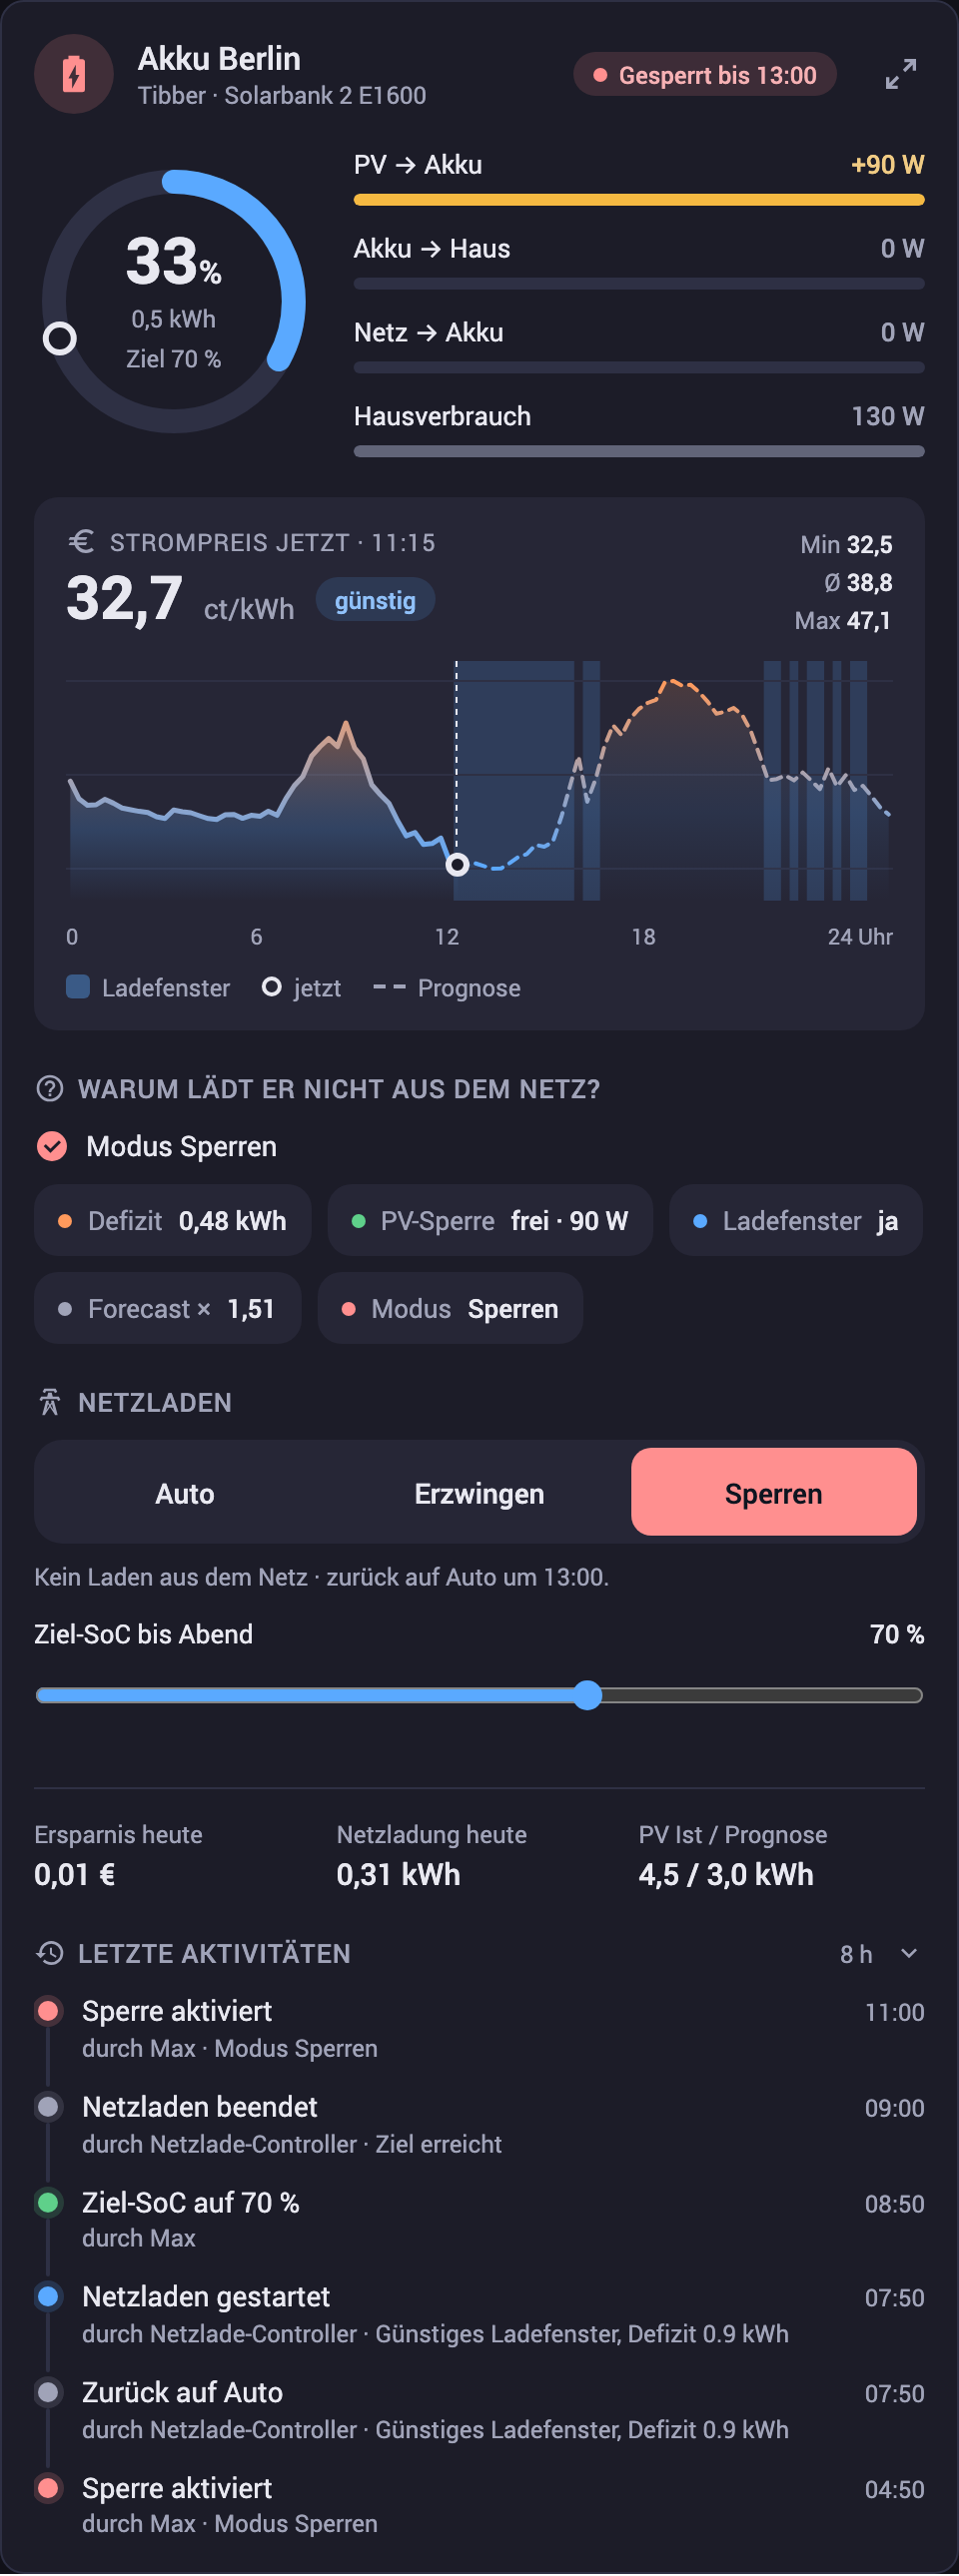 Akku Berlin
Tibber · Solarbank 2 E1600
Gesperrt bis 13:00
33%
0,5 kWh
Ziel 70 %
PV → Akku +90 W
Akku → Haus 0 W
Netz → Akku 0 W
Hausverbrauch 130 W
€ STROMPREIS JETZT · 11:15
32,7 ct/kWh günstig
Min 32,5
Ø 38,8
Max 47,1
0 6 12 18 24 Uhr
Ladefenster jetzt Prognose
WARUM LÄDT ER NICHT AUS DEM NETZ?
Modus Sperren
Defizit 0,48 kWh PV-Sperre frei · 90 W Ladefenster ja
Forecast × 1,51 Modus Sperren
NETZLADEN
Auto Erzwingen Sperren
Kein Laden aus dem Netz · zurück auf Auto um 13:00.
Ziel-SoC bis Abend 70 %
Ersparnis heute Netzladung heute PV Ist / Prognose
0,01 € 0,31 kWh 4,5 / 3,0 kWh
LETZTE AKTIVITÄTEN 8 h
Sperre aktiviert 11:00
durch Max · Modus Sperren
Netzladen beendet 09:00
durch Netzlade-Controller · Ziel erreicht
Ziel-SoC auf 70 % 08:50
durch Max
Netzladen gestartet 07:50
durch Netzlade-Controller · Günstiges Ladefenster, Defizit 0.9 kWh
Zurück auf Auto 07:50
durch Netzlade-Controller · Günstiges Ladefenster, Defizit 0.9 kWh
Sperre aktiviert 04:50
durch Max · Modus Sperren